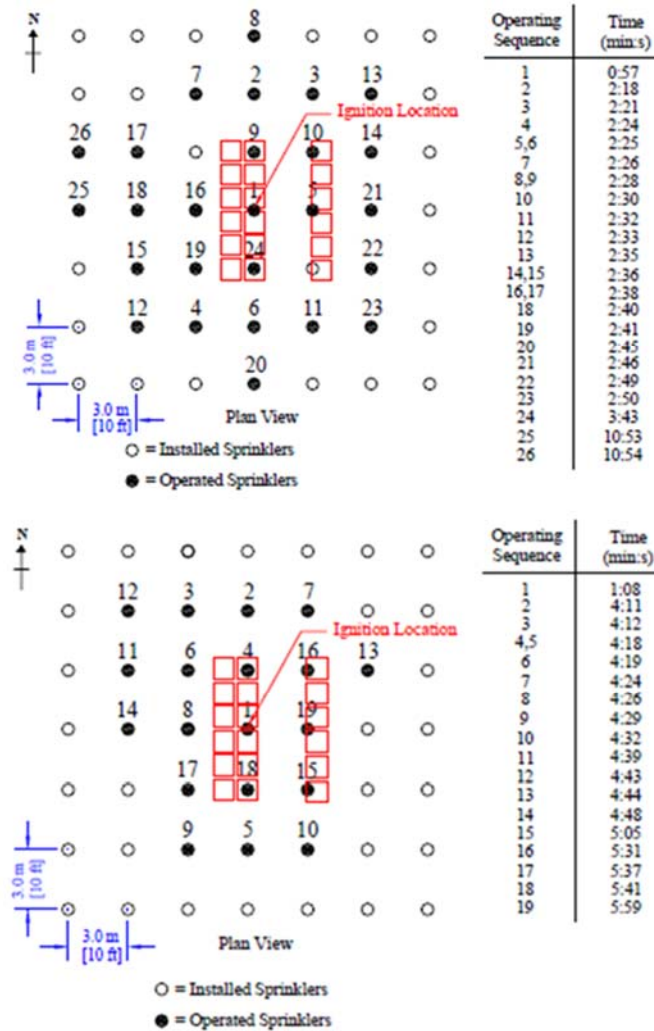 8
N
7 2 3 13
Ignition Location
26 17 9 10 14
25 18 16 1 5 21
15 19 24 22
12 4 6 11 23
20
3.0 m
[10 ft]
3.0 m
[10 ft]
Plan View
= Installed Sprinklers
= Operated Sprinklers
Operating Sequence Time (min:s)
1 0:57
2 2:18
3 2:21
4 2:24
5,6 2:25
7 2:26
8,9 2:28
10 2:30
11 2:32
12 2:33
13 2:35
14,15 2:36
16,17 2:38
18 2:40
19 2:41
20 2:45
21 2:46
22 2:49
23 2:50
24 3:43
25 10:53
26 10:54
N
12 3 2 7
Ignition Location
11 6 4 16 13
14 8 1 19
17 18 15
9 5 10
3.0 m
[10 ft]
3.0 m
[10 ft]
Plan View
= Installed Sprinklers
= Operated Sprinklers
Operating Sequence Time (min:s)
1 1:08
2 4:11
3 4:12
4,5 4:18
6 4:19
7 4:24
8 4:26
9 4:29
10 4:32
11 4:39
12 4:43
13 4:44
14 4:48
15 5:05
16 5:31
17 5:37
18 5:41
19 5:59